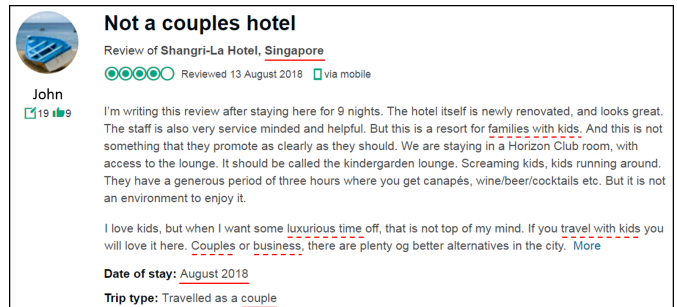 Not a couples hotel
Review of Shangri-La Hotel, Singapore
Reviewed 13 August 2018 via mobile
John
19 9
I'm writing this review after staying here for 9 nights. The hotel itself is newly renovated, and looks great.
The staff is also very service minded and helpful. But this is a resort for families with kids. And this is not
something that they promote as clearly as they should. We are staying in a Horizon Club room, with
access to the lounge. It should be called the kindergarden lounge. Screaming kids, kids running around.
They have a generous period of three hours where you get canapés, wine/beer/cocktails etc. But it is not
an environment to enjoy it.
I love kids, but when I want some luxurious time off, that is not top of my mind. If you travel with kids you
will love it here. Couples or business, there are plenty og better alternatives in the city. More
Date of stay: August 2018
Trip type: Travelled as a couple